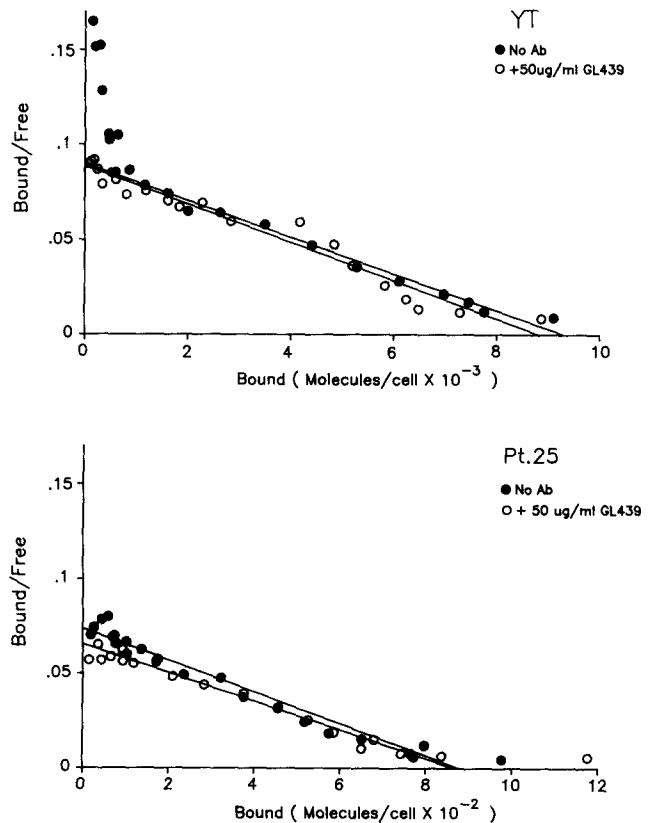 YT
● No Ab
○ +50ug/ml GL439
Bound/Free
.15
.1
.05
0
0 2 4 6 8 10
Bound ( Molecules/cell X 10⁻³ )
Pt.25
● No Ab
○ + 50 ug/ml GL439
Bound/Free
.15
.1
.05
0
0 2 4 6 8 10 12
Bound ( Molecules/cell X 10⁻² )